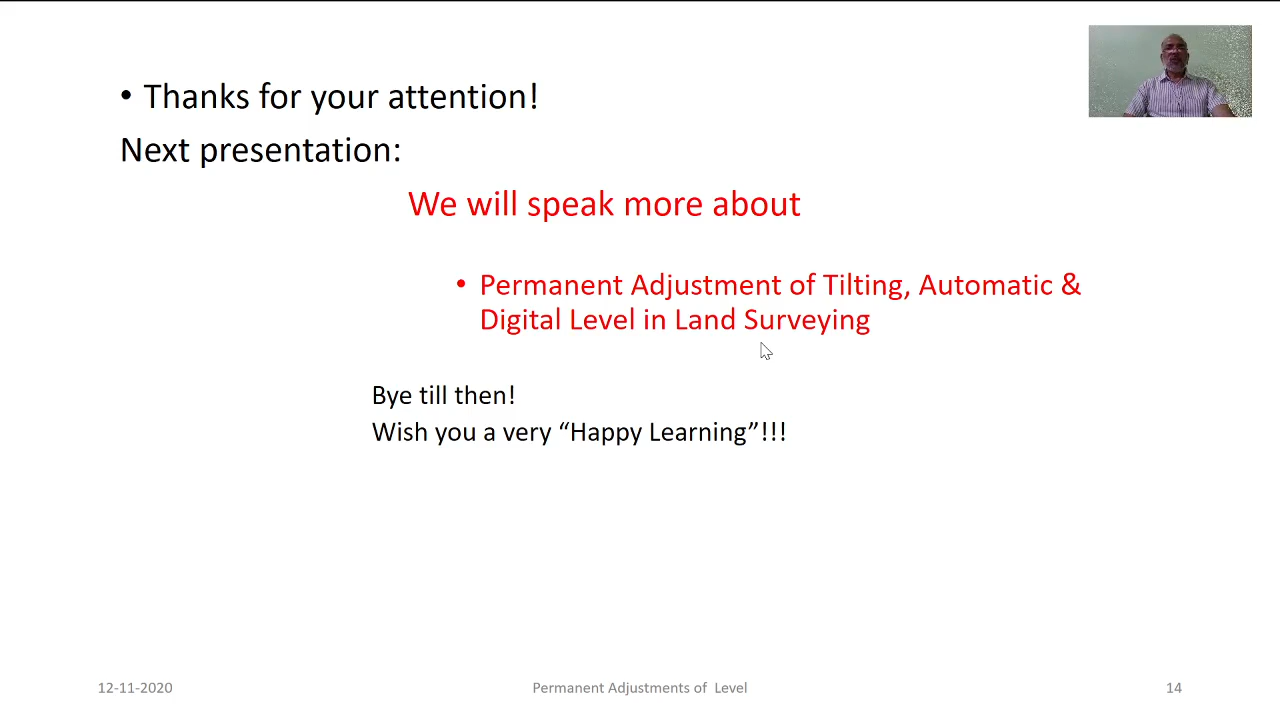 • Thanks for your attention!
Next presentation:
We will speak more about
• Permanent Adjustment of Tilting, Automatic &
Digital Level in Land Surveying
Bye till then!
Wish you a very “Happy Learning”!!!
12-11-2020
Permanent Adjustments of  Level
14